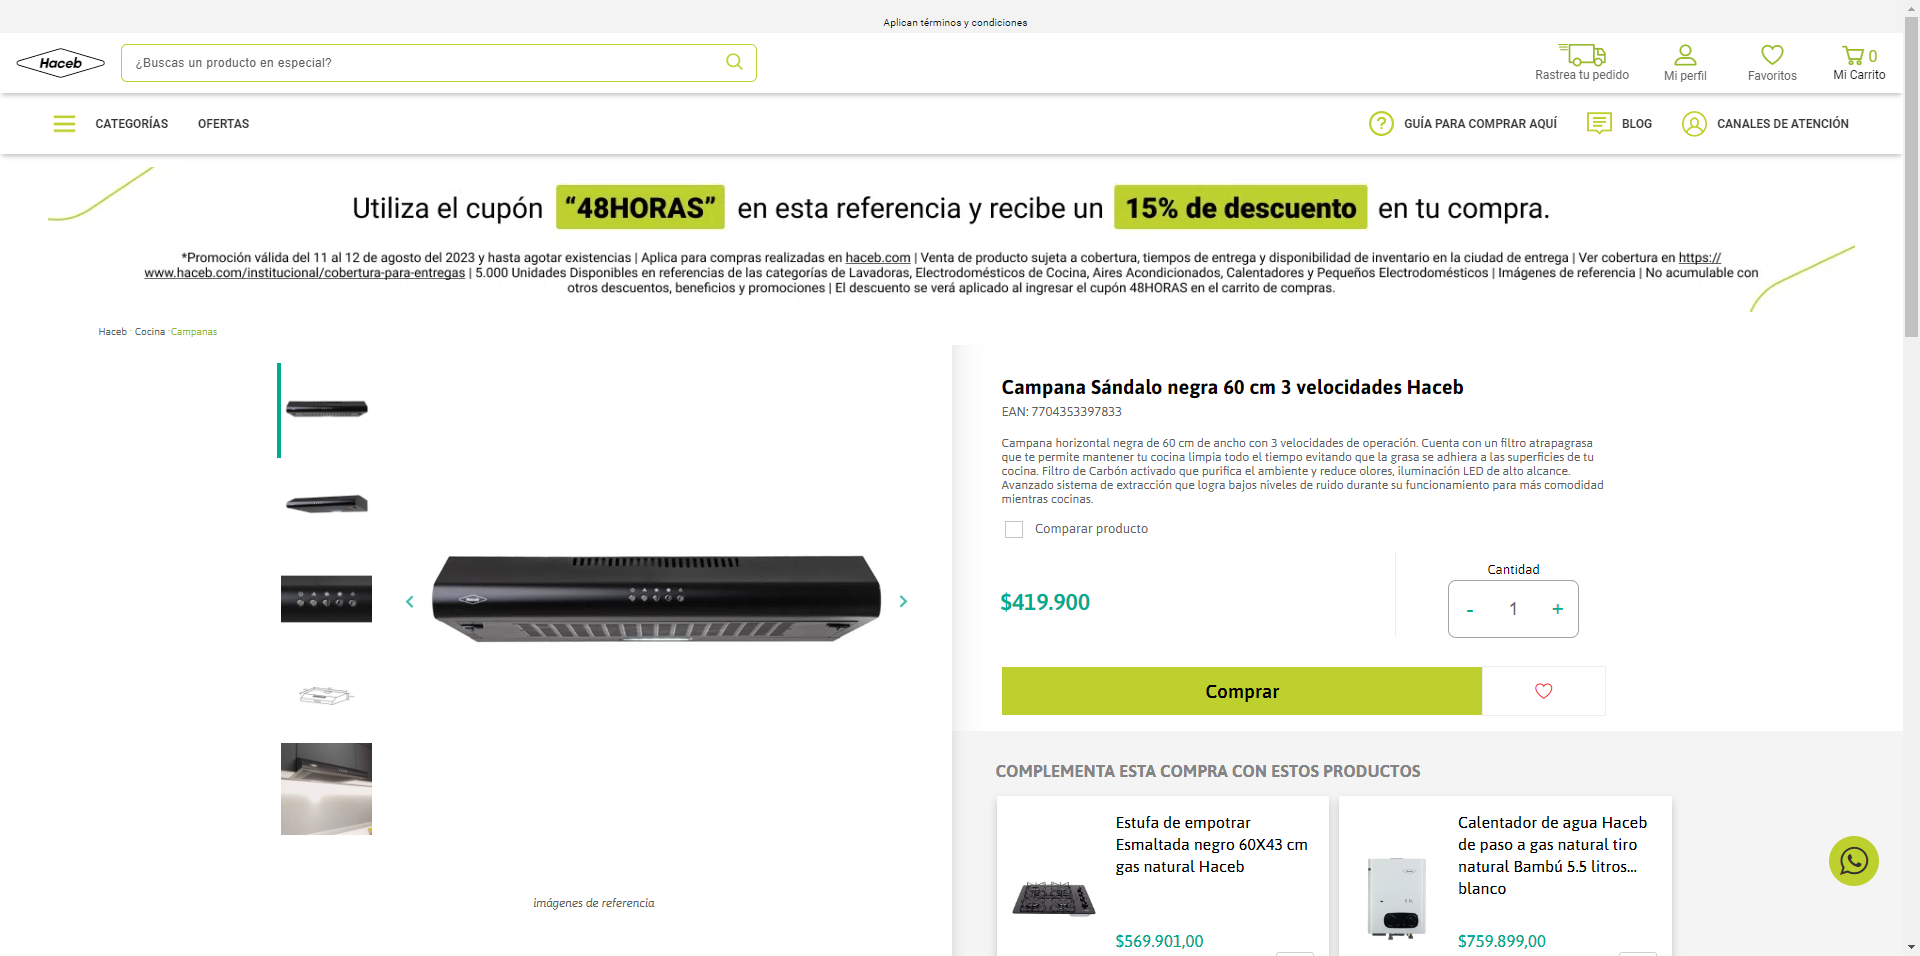 Aplican términos y condiciones
Haceb
¿Buscas un producto en especial?
Rastrea tu pedido
Mi perfil
Favoritos
0
Mi Carrito
CATEGORÍAS
OFERTAS
GUÍA PARA COMPRAR AQUÍ
BLOG
CANALES DE ATENCIÓN
Utiliza el cupón “48HORAS” en esta referencia y recibe un 15% de descuento en tu compra.
*Promoción válida del 11 al 12 de agosto del 2023 y hasta agotar existencias | Aplica para compras realizadas en haceb.com | Venta de producto sujeta a cobertura, tiempos de entrega y disponibilidad de inventario en la ciudad de entrega | Ver cobertura en https://
www.haceb.com/institucional/cobertura-para-entregas | 5.000 Unidades Disponibles en referencias de las categorías de Lavadoras, Electrodomésticos de Cocina, Aires Acondicionados, Calentadores y Pequeños Electrodomésticos | Imágenes de referencia | No acumulable con
otros descuentos, beneficios y promociones | El descuento se verá aplicado al ingresar el cupón 48HORAS en el carrito de compras.
Haceb · Cocina · Campanas
Campana Sándalo negra 60 cm 3 velocidades Haceb
EAN: 7704353397833
Campana horizontal negra de 60 cm de ancho con 3 velocidades de operación. Cuenta con un filtro atrapagrasa
que te permite mantener tu cocina limpia todo el tiempo evitando que la grasa se adhiera a las superficies de tu
cocina. Filtro de Carbón activado que purifica el ambiente y reduce olores, iluminación LED de alto alcance.
Avanzado sistema de extracción que logra bajos niveles de ruido durante su funcionamiento para más comodidad
mientras cocinas.
Comparar producto
Cantidad
$419.900
- 1 +
Comprar
Haceb
imágenes de referencia
COMPLEMENTA ESTA COMPRA CON ESTOS PRODUCTOS
Estufa de empotrar
Esmaltada negro 60X43 cm
gas natural Haceb
$569.901,00
Calentador de agua Haceb
de paso a gas natural tiro
natural Bambú 5.5 litros...
blanco
$759.899,00